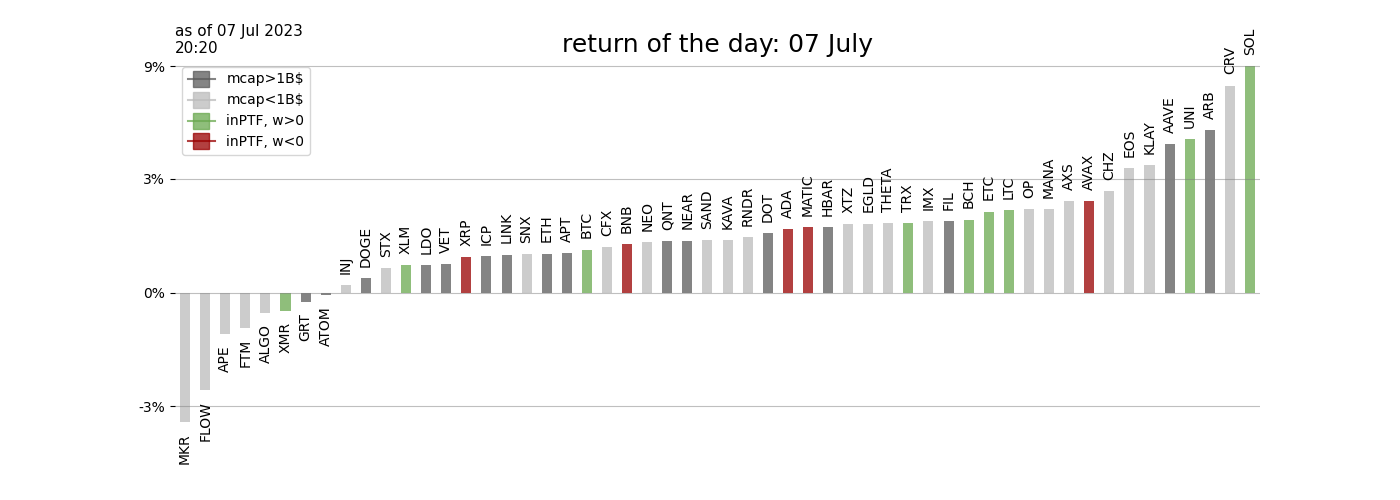 as of 07 Jul 2023
20:20
return of the day: 07 July
9%
3%
0%
-3%
mcap>1B$
mcap<1B$
inPTF, w>0
inPTF, w<0
MKR
FLOW
APE
FTM
ALGO
XMR
GRT
ATOM
INJ
DOGE
STX
XLM
LDO
VET
XRP
ICP
LINK
SNX
ETH
APT
BTC
CFX
BNB
NEO
QNT
NEAR
SAND
KAVA
RNDR
DOT
ADA
MATIC
HBAR
XTZ
EGLD
THETA
TRX
IMX
FIL
BCH
ETC
LTC
OP
MANA
AXS
AVAX
CHZ
EOS
KLAY
AAVE
UNI
ARB
CRV
SOL